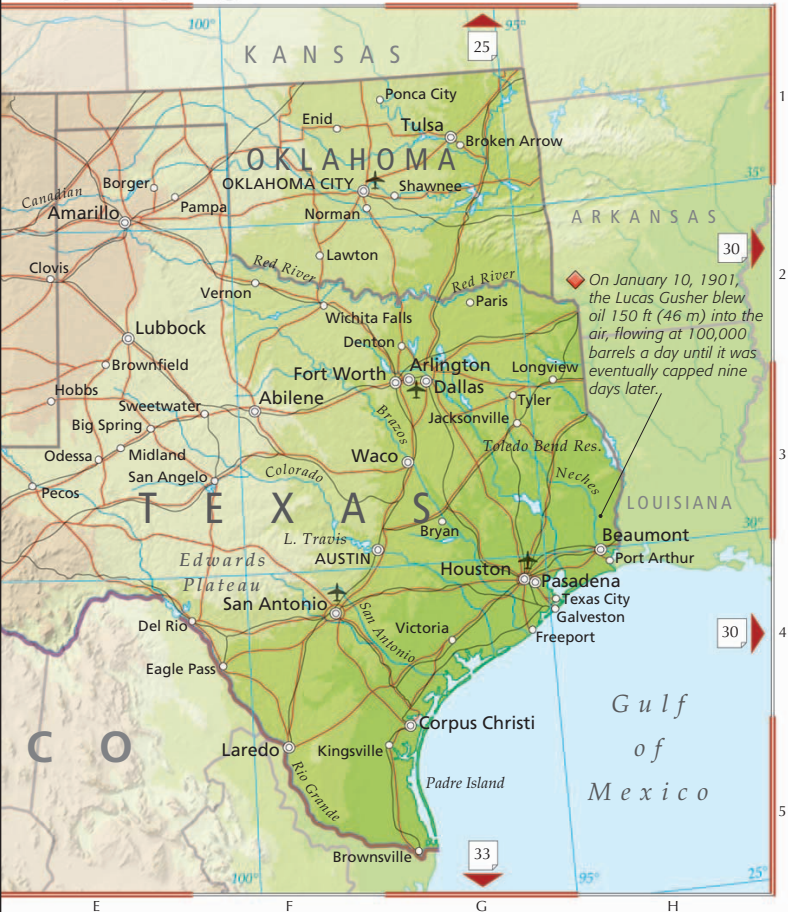 100°
95°
25
KANSAS
1
Ponca City
Enid
Tulsa
Broken Arrow
OKLAHOMA
OKLAHOMA CITY
Shawnee
Norman
35°
Canadian
Borger
Pampa
Amarillo
ARKANSAS
30
2
Lawton
Clovis
Red River
Red River
Vernon
Paris
Wichita Falls
On January 10, 1901,
the Lucas Gusher blew
oil 150 ft (46 m) into the
air, flowing at 100,000
barrels a day until it was
eventually capped nine
days later.
Lubbock
Denton
Brownfield
Fort Worth
Arlington
Dallas
Longview
Hobbs
Abilene
Tyler
Sweetwater
Big Spring
Brazos
Jacksonville
Odessa
Midland
Waco
Toledo Bend Res.
3
San Angelo
Colorado
Neches
Pecos
TEXAS
LOUISIANA
Bryan
30°
L. Travis
AUSTIN
Beaumont
Edwards
Plateau
Houston
Port Arthur
Pasadena
San Antonio
Texas City
Galveston
Del Rio
San Antonio
Victoria
Freeport
30
4
Eagle Pass
Gulf
of
Mexico
CO
Corpus Christi
Laredo
Kingsville
Rio Grande
Padre Island
5
Brownsville
33
100°
95°
25°
E
F
G
H